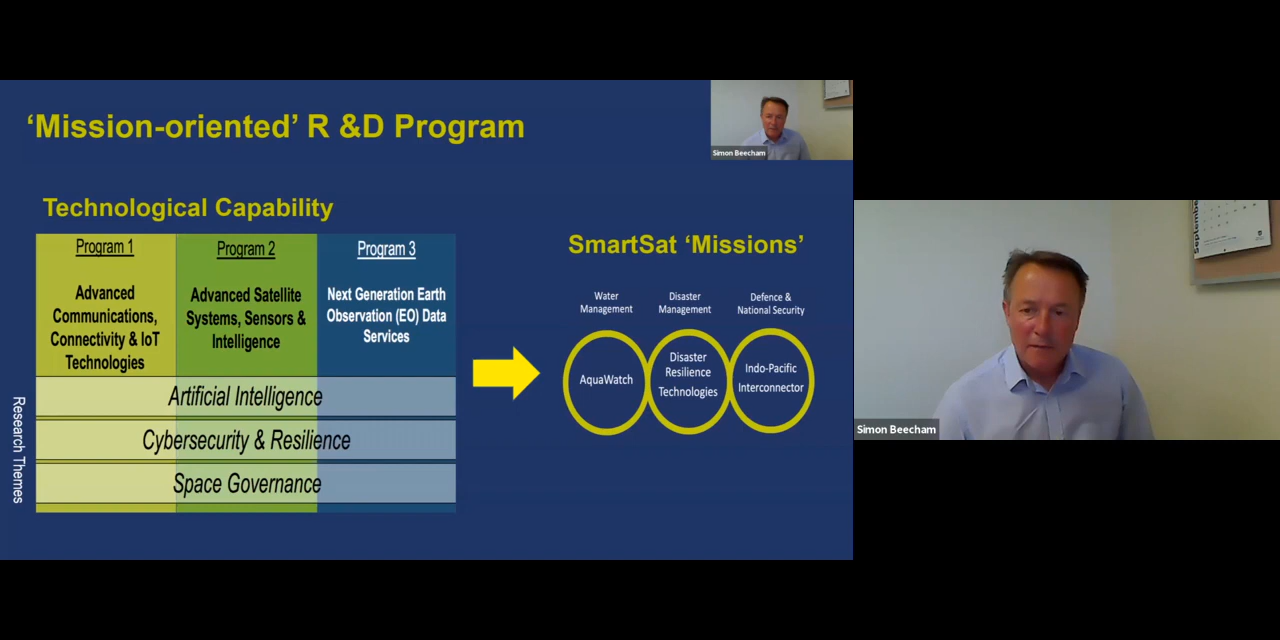 ‘Mission-oriented’ R &D Program
Simon Beecham
Technological Capability
Program 1
Advanced
Communications,
Connectivity & IoT
Technologies
Program 2
Advanced Satellite
Systems, Sensors &
Intelligence
Program 3
Next Generation Earth
Observation (EO) Data
Services
Research Themes
Artificial Intelligence
Cybersecurity & Resilience
Space Governance
SmartSat ‘Missions’
Water
Management
Disaster
Management
Defence &
National Security
AquaWatch
Disaster
Resilience
Technologies
Indo-Pacific
Interconnector
September
Simon Beecham